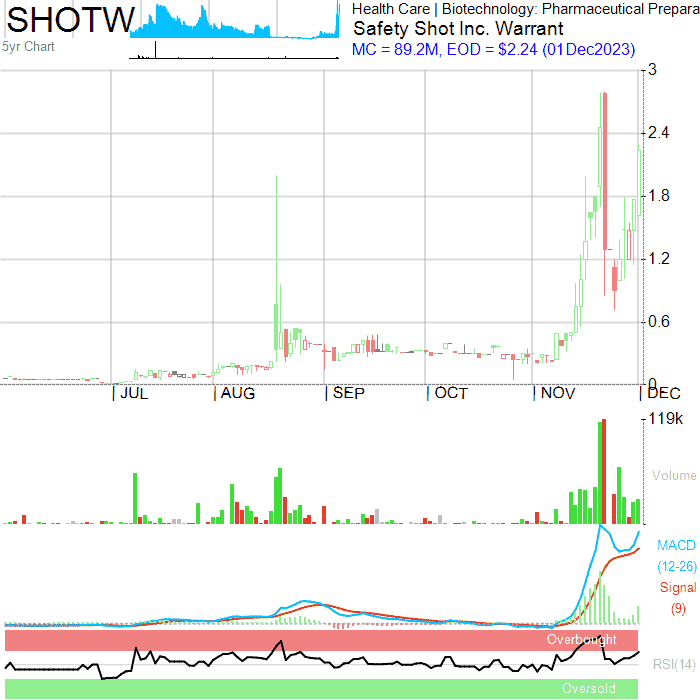 SHOTW
Health Care | Biotechnology: Pharmaceutical Prepara
Safety Shot Inc. Warrant
5yr Chart
MC = 89.2M, EOD = $2.24 (01Dec2023)
3
2.4
1.8
1.2
0.6
0
JUL AUG SEP OCT NOV DEC
119k
Volume
MACD
(12-26)
Signal
(9)
Overbought
RSI(14)
Oversold